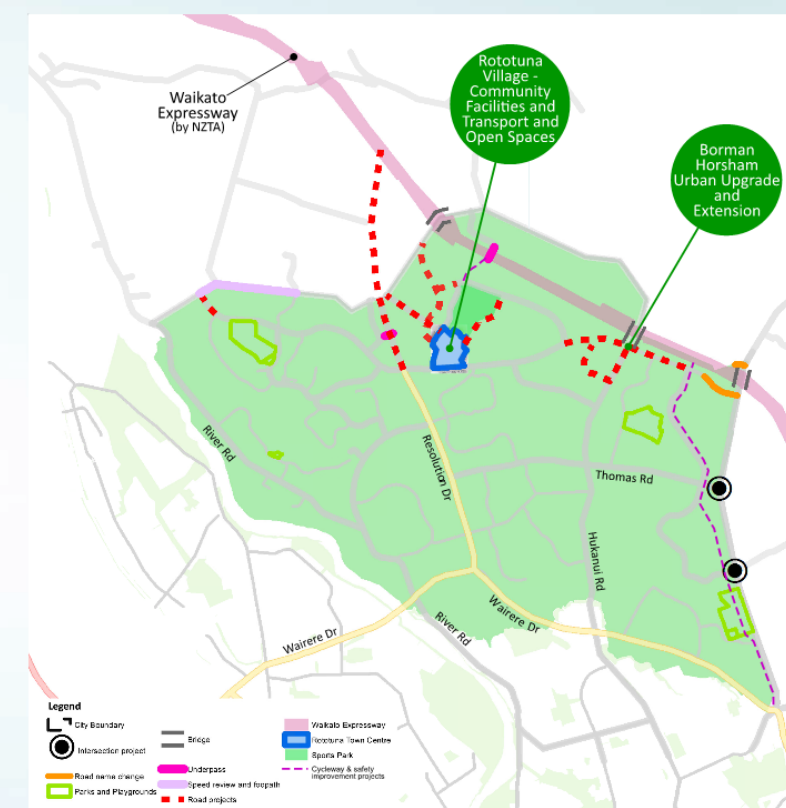 Waikato
Expressway
(by NZTA)
Rototuna
Village -
Community
Facilities and
Transport and
Open Spaces
Borman
Horsham
Urban Upgrade
and
Extension
River Rd
Resolution Dr
Thomas Rd
Hukanui Rd
Wairere Dr
Wairere Dr
River Rd
Legend
City Boundary
Intersection project
Road name change
Parks and Playgrounds
Bridge
Underpass
Speed review and footpath
Road projects
Waikato Expressway
Rototuna Town Centre
Sports Park
Cycleway & safety
improvement projects